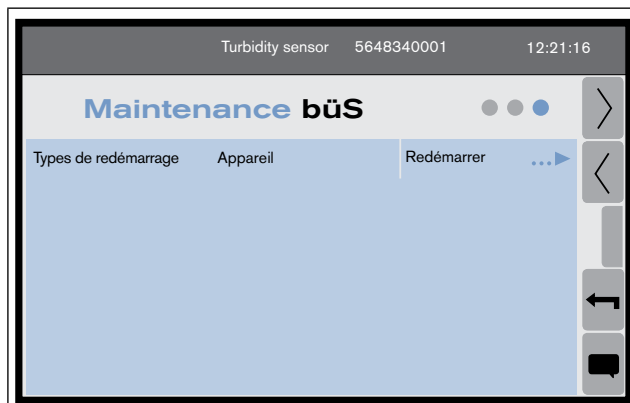 Turbidity sensor 5648340001 12:21:16
Maintenance büS
Types de redémarrage Appareil Redémarrer ...